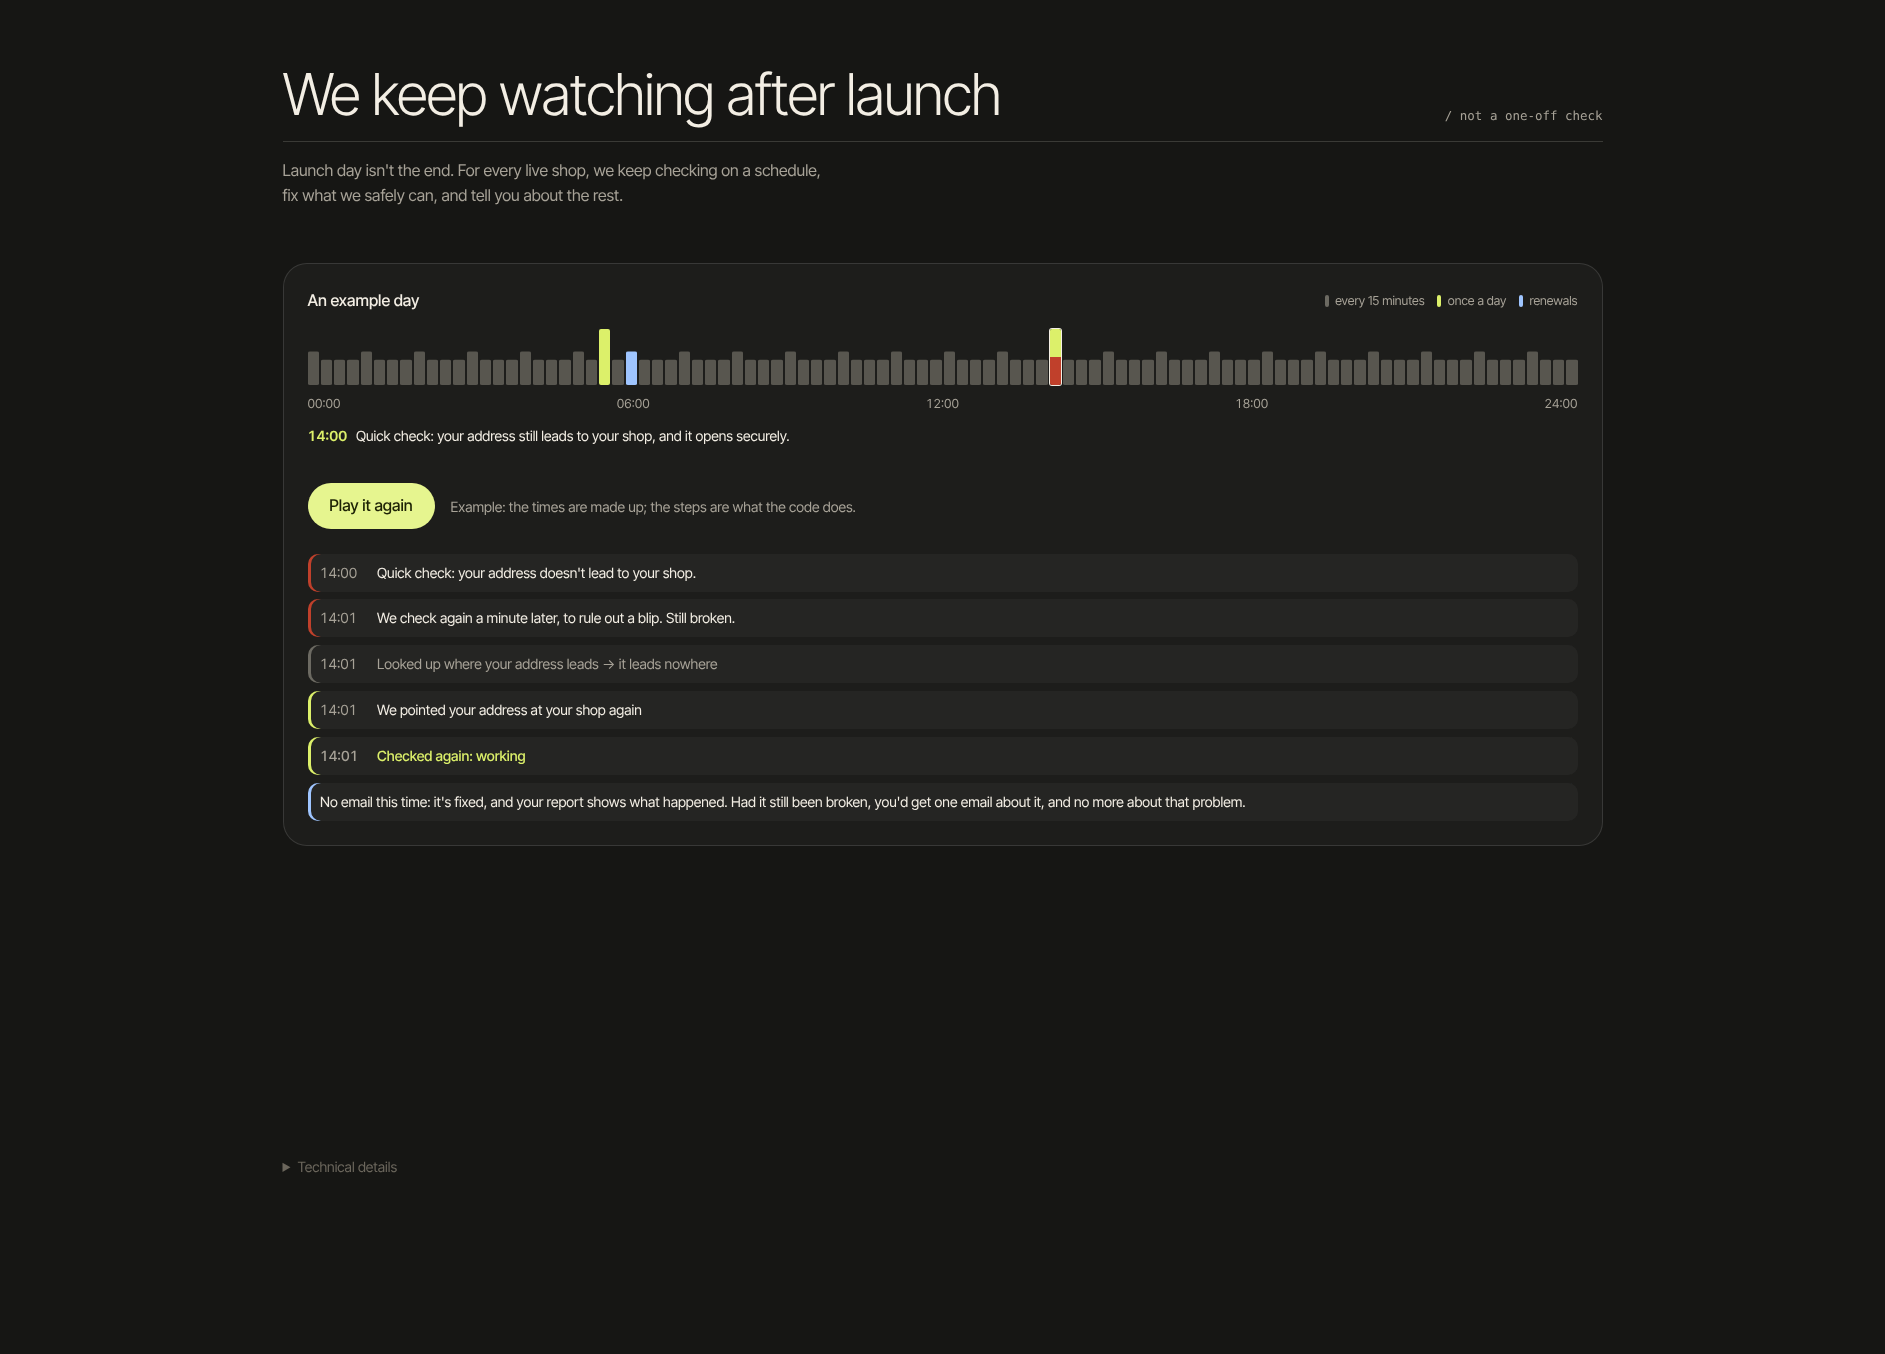 We keep watching after launch
/ not a one-off check
Launch day isn't the end. For every live shop, we keep checking on a schedule,
fix what we safely can, and tell you about the rest.
An example day
every 15 minutes
once a day
renewals
00:00
06:00
12:00
18:00
24:00
14:00 Quick check: your address still leads to your shop, and it opens securely.
Play it again
Example: the times are made up; the steps are what the code does.
14:00 Quick check: your address doesn't lead to your shop.
14:01 We check again a minute later, to rule out a blip. Still broken.
14:01 Looked up where your address leads → it leads nowhere
14:01 We pointed your address at your shop again
14:01 Checked again: working
No email this time: it's fixed, and your report shows what happened. Had it still been broken, you'd get one email about it, and no more about that problem.
Technical details